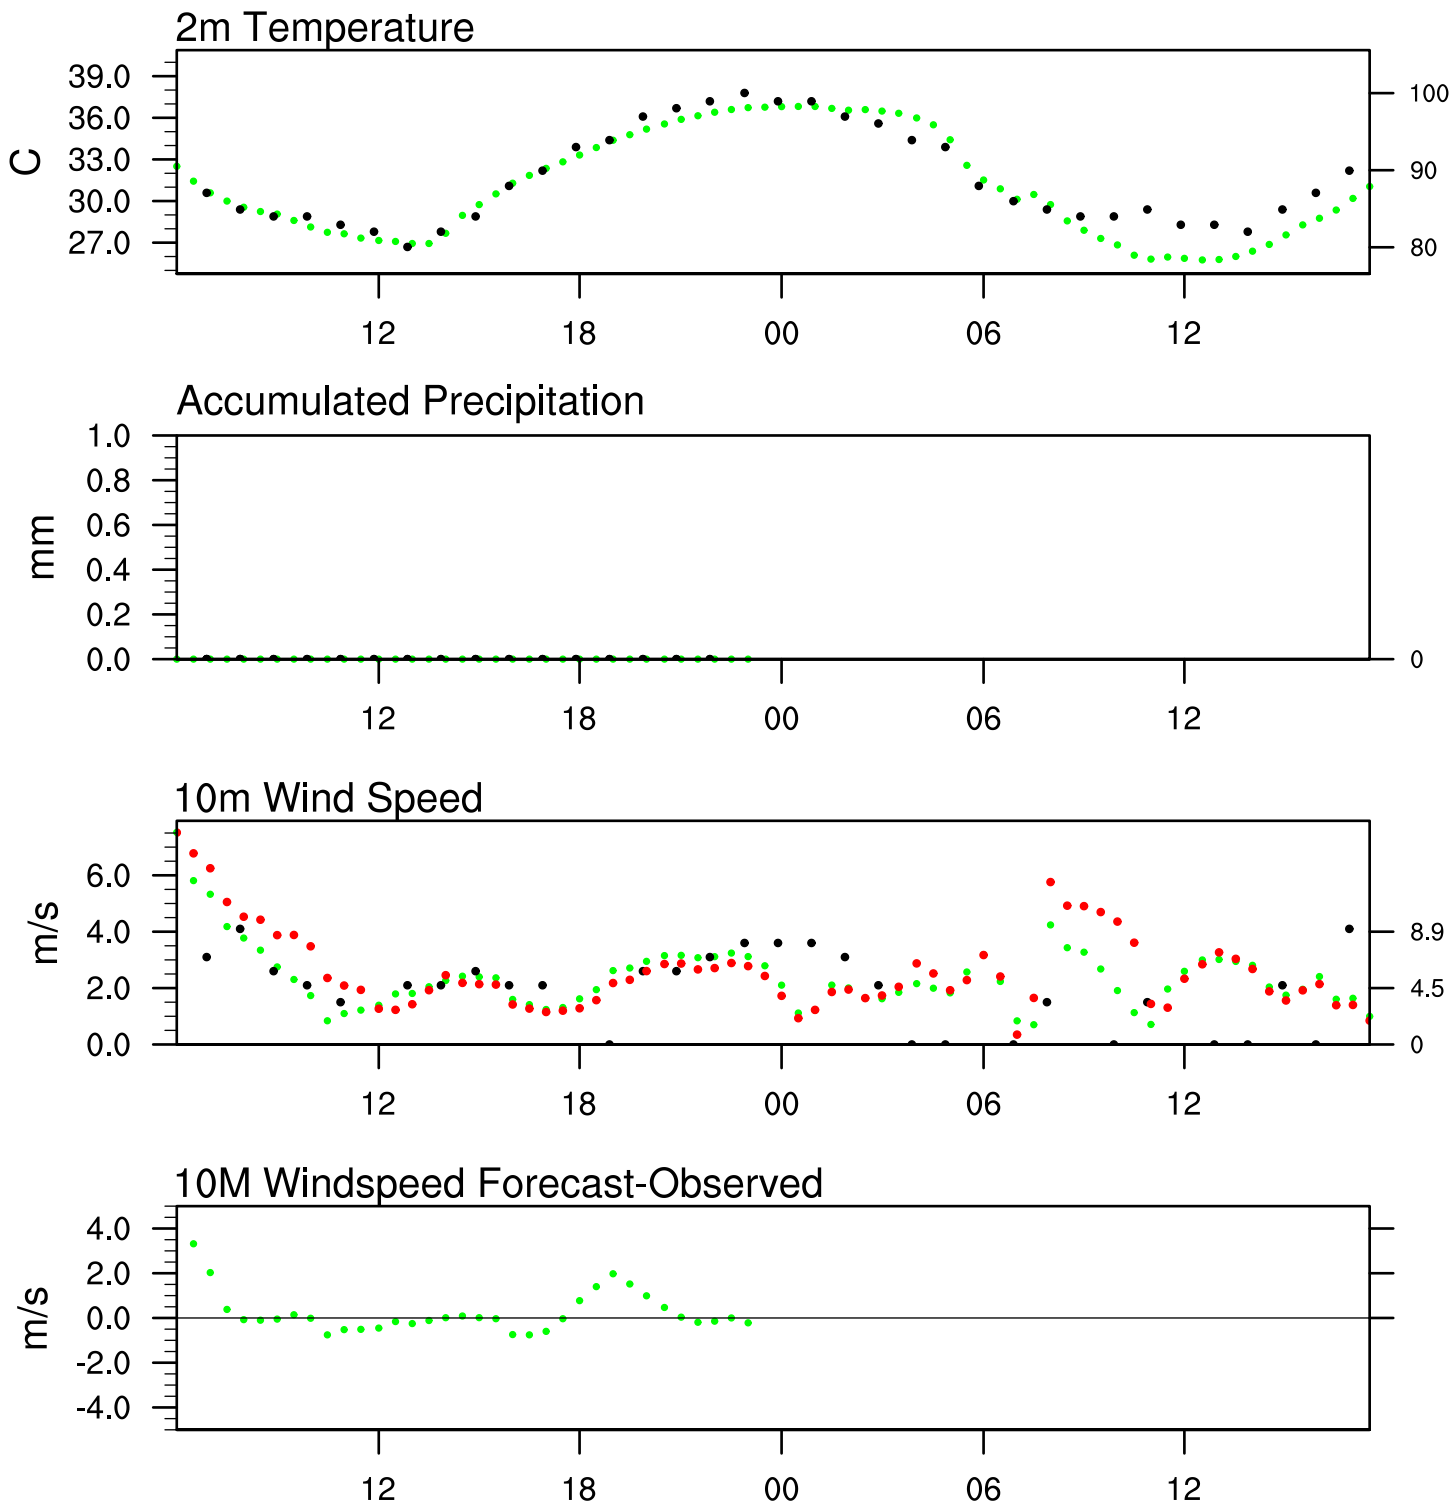 2m Temperature
39.0
36.0
33.0
30.0
27.0
C
100
90
80
12 18 00 06 12
Accumulated Precipitation
1.0
0.8
0.6
0.4
0.2
0.0
mm
0
12 18 00 06 12
10m Wind Speed
6.0
4.0
2.0
0.0
m/s
8.9
4.5
0
12 18 00 06 12
10M Windspeed Forecast-Observed
4.0
2.0
0.0
-2.0
-4.0
m/s
12 18 00 06 12